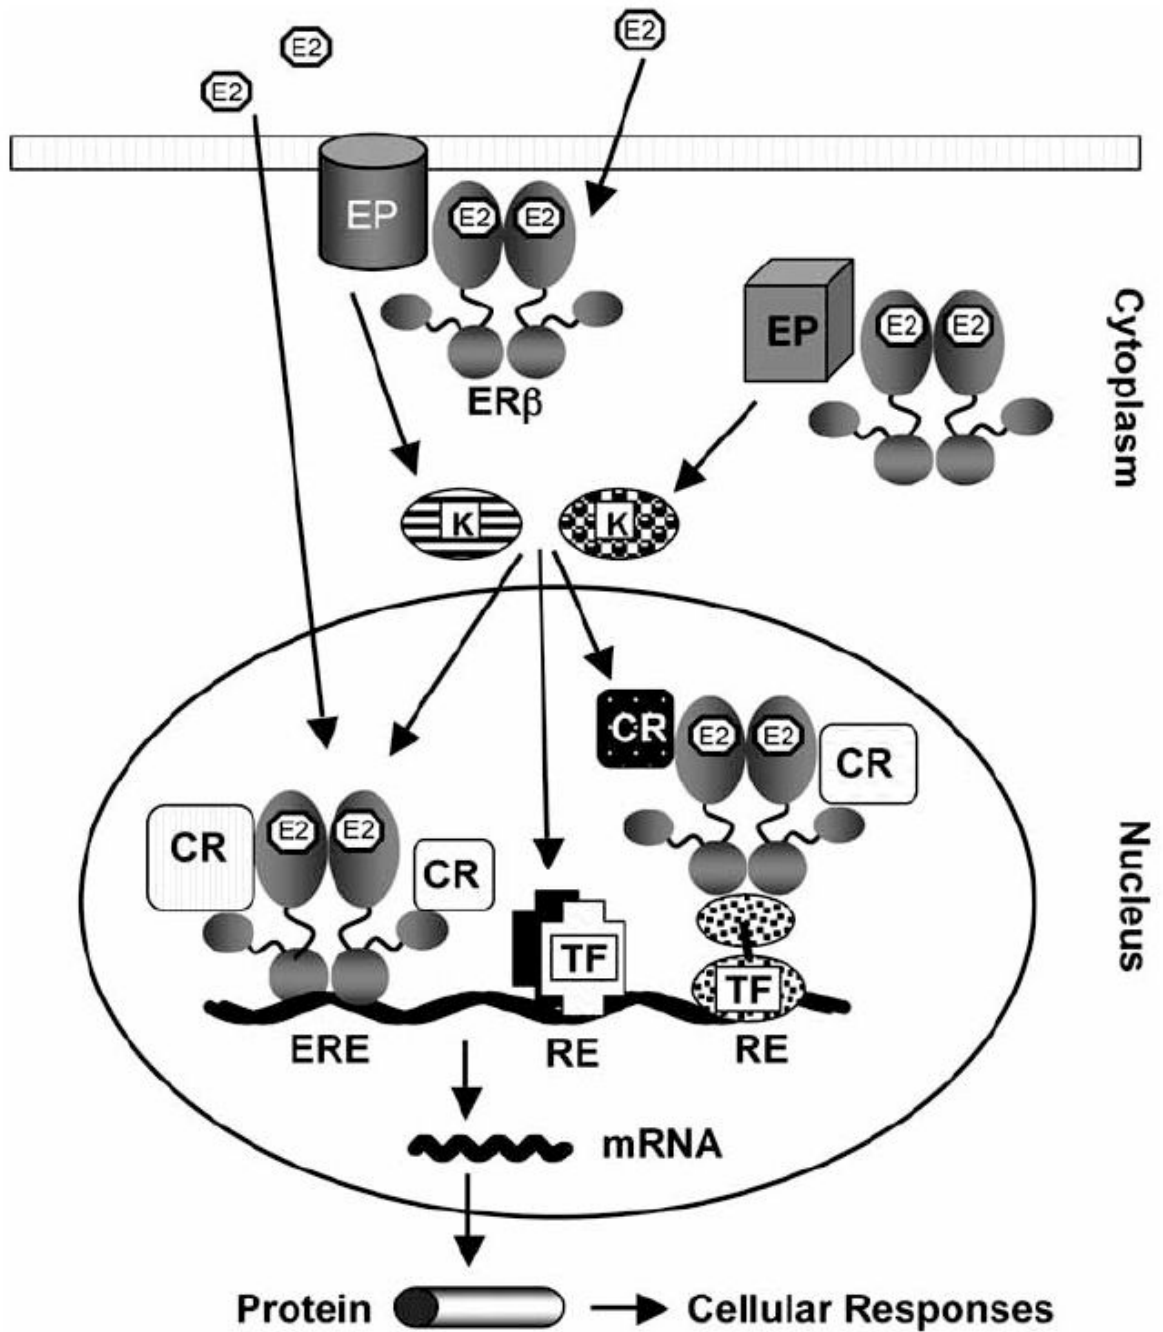 E2
E2
E2
EP
E2
E2
ERβ
EP
E2
E2
Cytoplasm
K
K
CR
E2
E2
CR
CR
E2
E2
CR
Nucleus
TF
TF
ERE
RE
RE
mRNA
Protein
Cellular Responses